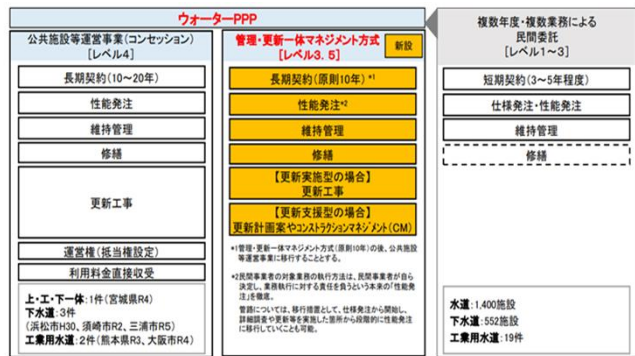 ウォーターPPP
公共施設等運営事業(コンセッション)
[レベル4]
長期契約(10～20年)
性能発注
維持管理
修繕
更新工事
運営権(抵当権設定)
利用料金直接収受
上・工・下一体:1件(宮城県R4)
下水道:3件
(浜松市H30、須崎市R2、三浦市R5)
工業用水道:2件(熊本県R3、大阪市R4)
管理・更新一体マネジメント方式
[レベル3.5]
新設
長期契約(原則10年)*1
性能発注*2
維持管理
修繕
【更新実施型の場合】
更新工事
【更新支援型の場合】
更新計画案やコンストラクションマネジメント(CM)
*1管理・更新一体マネジメント方式(原則10年)の後、公共施設
等運営事業に移行することとする。
*2民間事業者の対象業務の執行方法は、民間事業者が自ら
決定し、業務執行に対する責任を負うという本来の「性能発
注」を徹底。
管路については、移行措置として、仕様発注から開始し、
詳細調査や更新等を実施した箇所から段階的に性能発注
に移行していくことも可能。
複数年度・複数業務による
民間委託
[レベル1～3]
短期契約(3～5年程度)
仕様発注・性能発注
維持管理
修繕
水道:1,400施設
下水道:552施設
工業用水道:19件